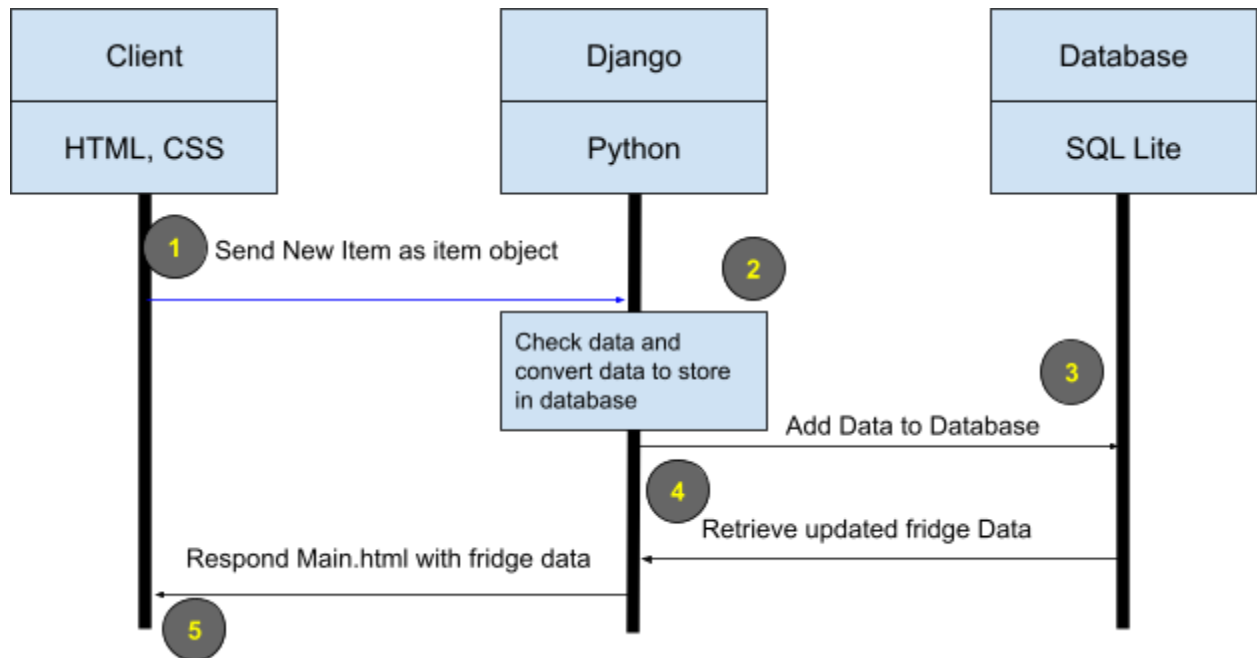 Client
Django
Database
HTML, CSS
Python
SQL Lite
1
Send New Item as item object
2
Check data and
convert data to store
in database
3
Add Data to Database
4
Retrieve updated fridge Data
Respond Main.html with fridge data
5